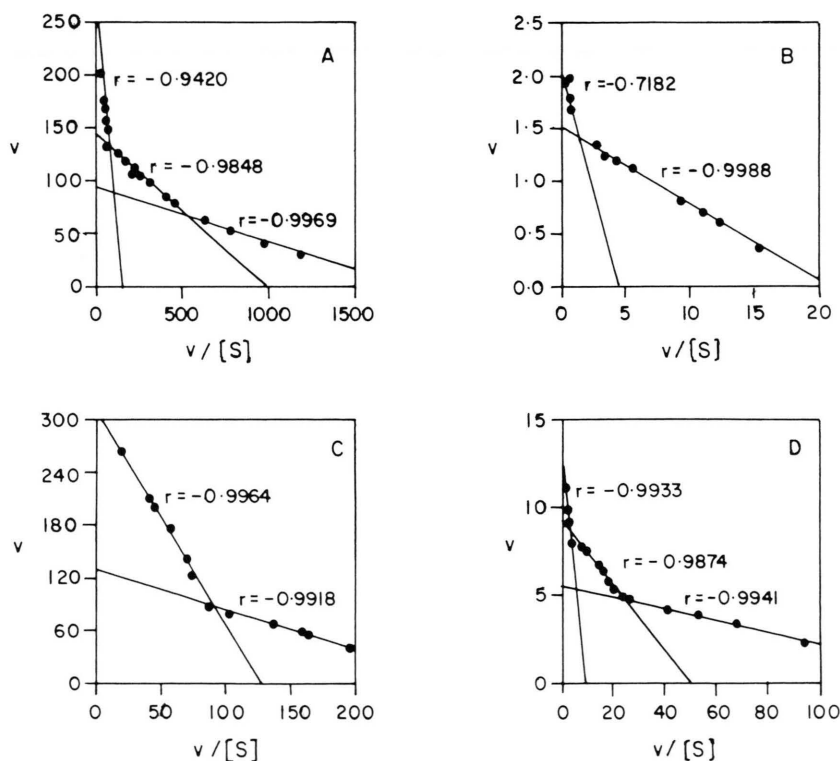 A
250
200
150
100
50
0
v
r = -0.9420
r = -0.9848
r = -0.9969
0 500 1000 1500
v / [S]
B
2.5
2.0
1.5
1.0
0.5
0.0
v
r = -0.7182
r = -0.9988
0 5 10 15 20
v / [S]
C
300
240
180
120
60
0
v
r = -0.9964
r = -0.9918
0 50 100 150 200
v / [S]
D
15
10
5
0
v
r = -0.9933
r = -0.9874
r = -0.9941
0 20 40 60 80 100
v / [S]